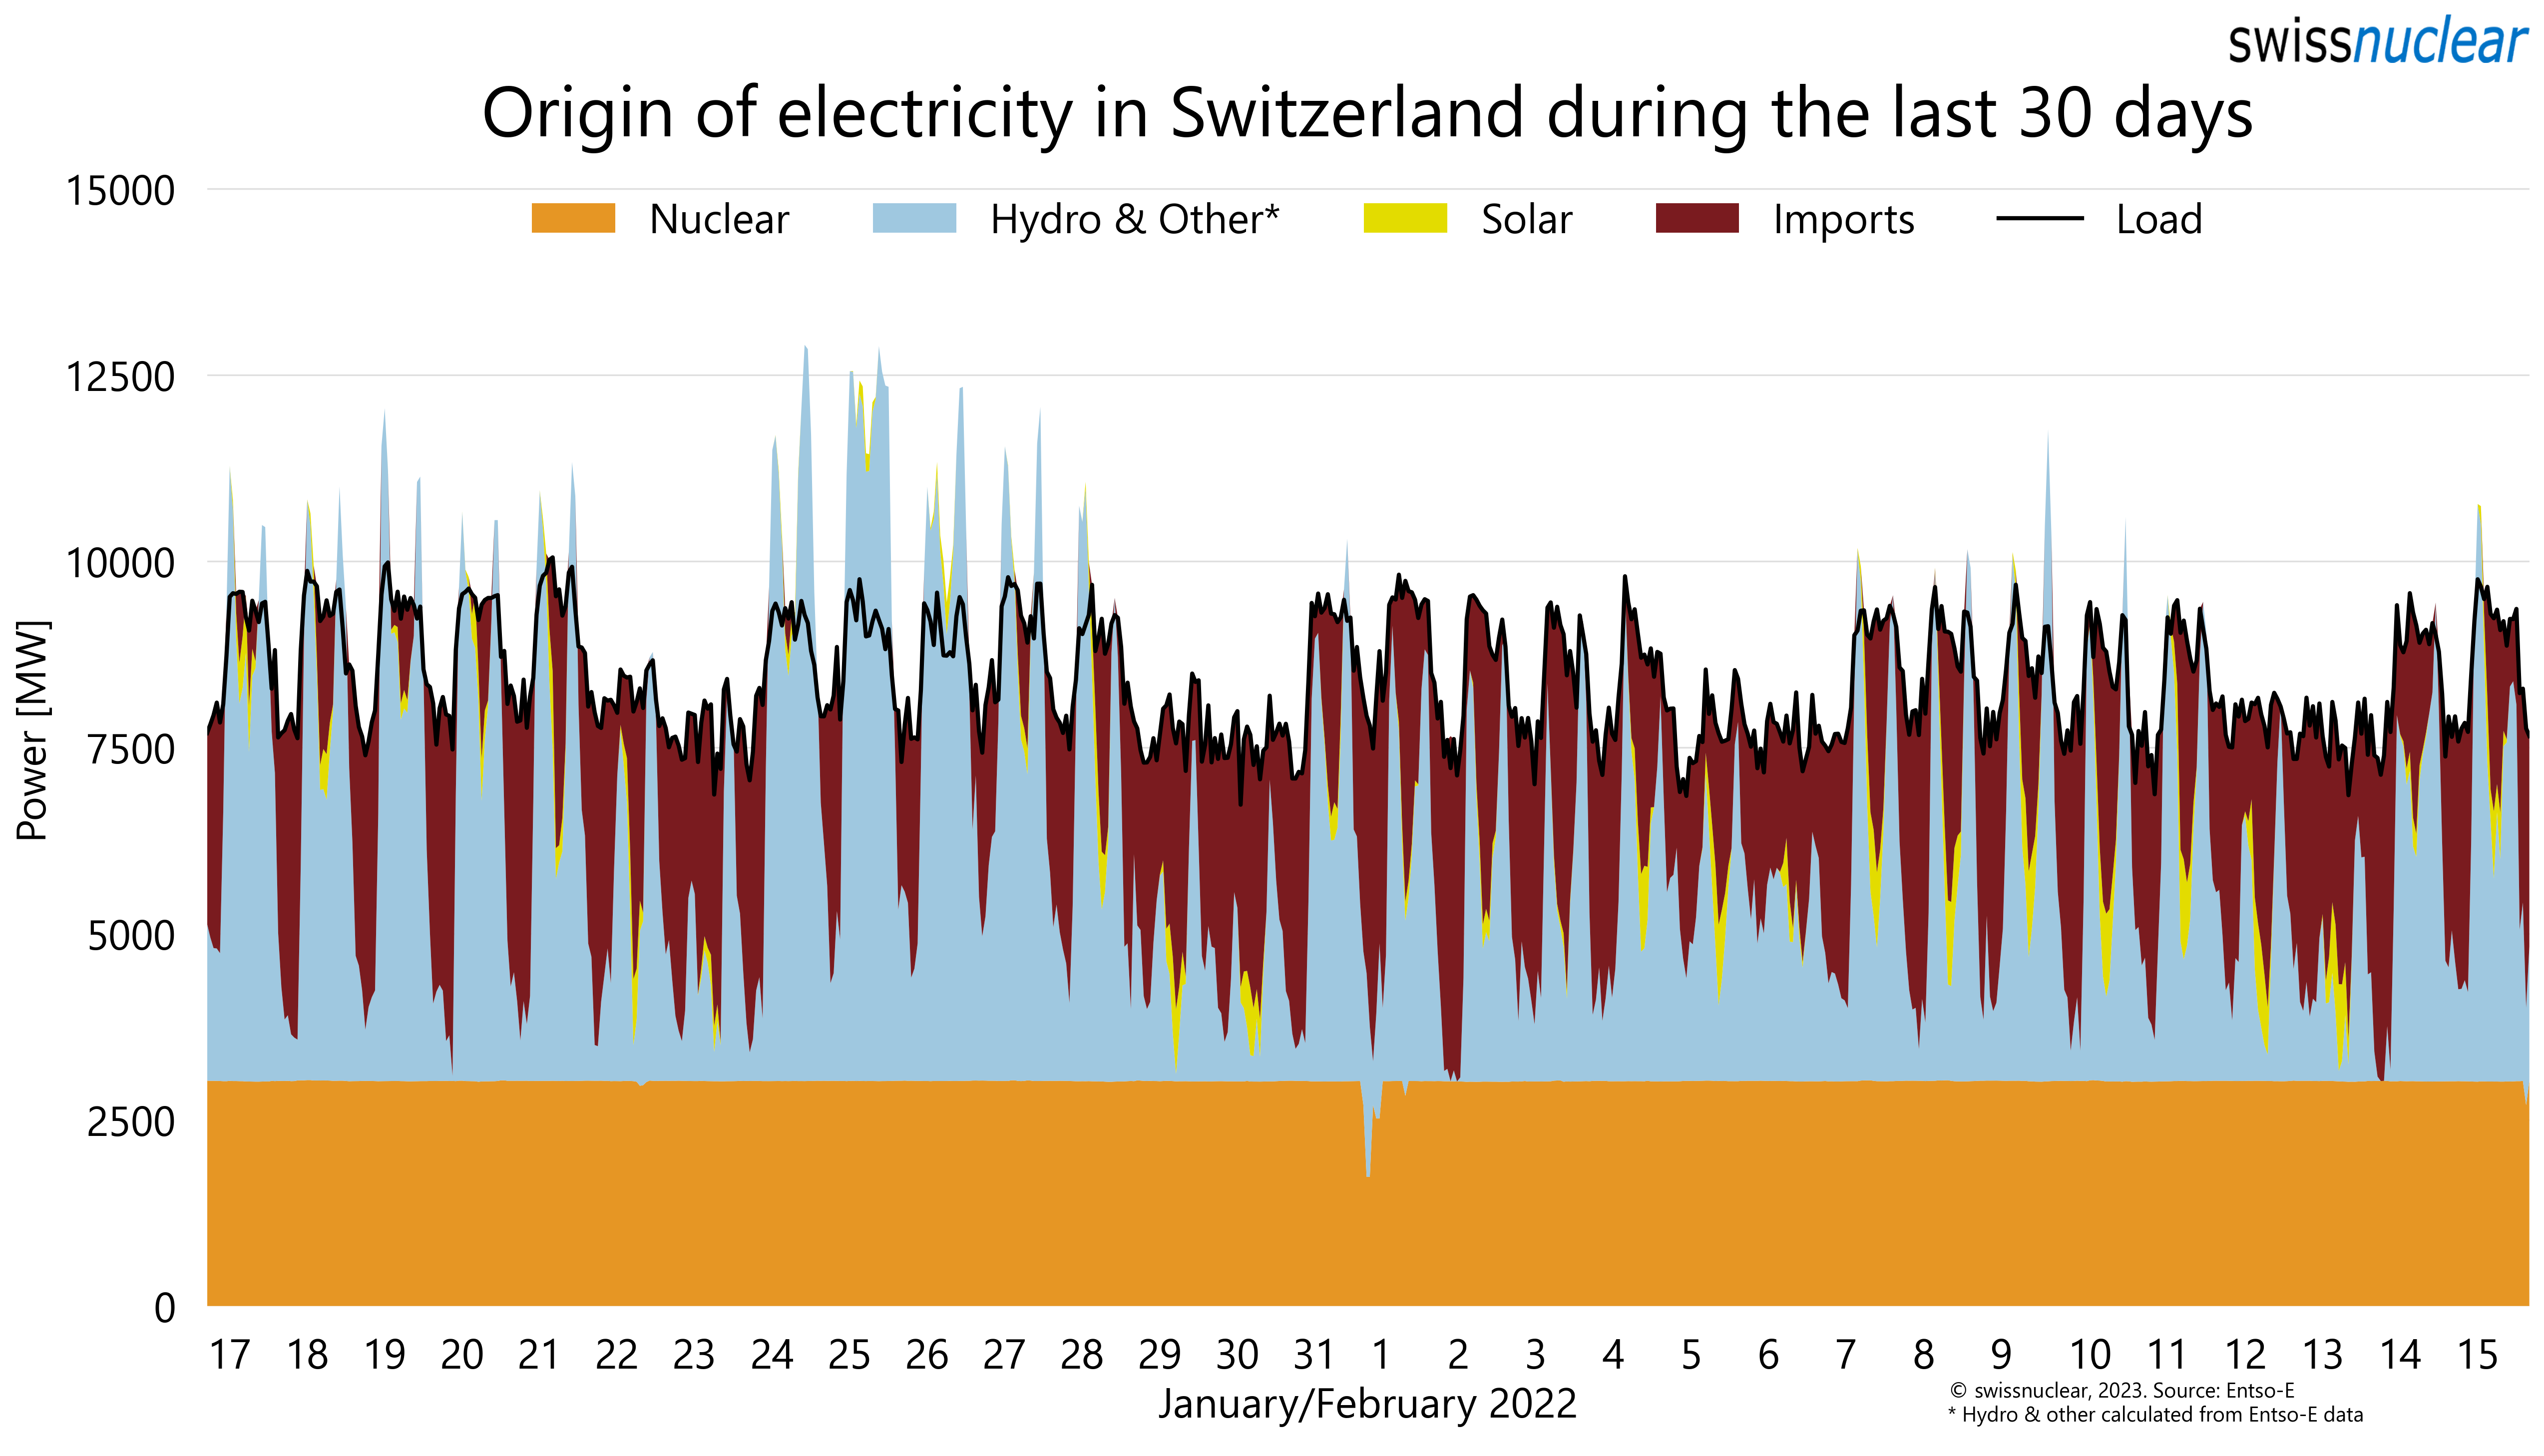 swissnuclear
Origin of electricity in Switzerland during the last 30 days
15000
Nuclear Hydro & Other* Solar Imports Load
12500
10000
7500
5000
2500
0
Power [MW]
17 18 19 20 21 22 23 24 25 26 27 28 29 30 31 1 2 3 4 5 6 7 8 9 10 11 12 13 14 15
January/February 2022
© swissnuclear, 2023. Source: Entso-E
* Hydro & other calculated from Entso-E data